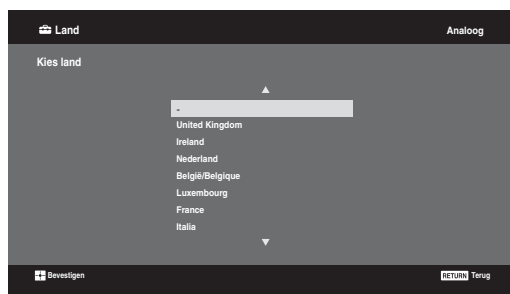 Land
Analoog
Kies land
-
United Kingdom
Ireland
Nederland
België/Belgique
Luxembourg
France
Italia
Bevestigen
RETURN Terug